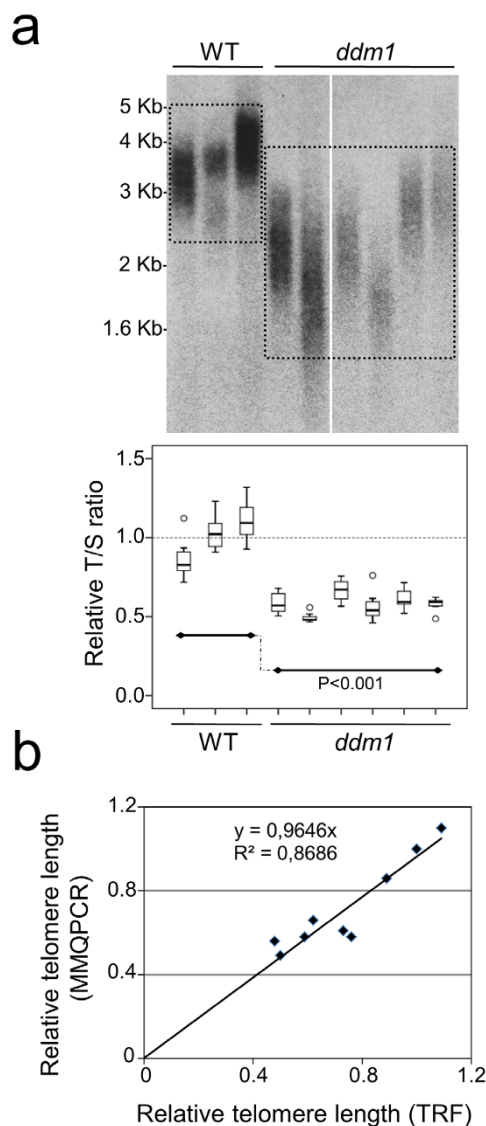 a
WT ddm1
5 Kb
4 Kb
3 Kb
2 Kb
1.6 Kb
Relative T/S ratio
1.5
1.0
0.5
0.0
P<0.001
WT ddm1
b
Relative telomere length
(MMQPCR)
1.2
0.8
0.4
0
y = 0,9646x
R² = 0,8686
0 0.4 0.8 1.2
Relative telomere length (TRF)